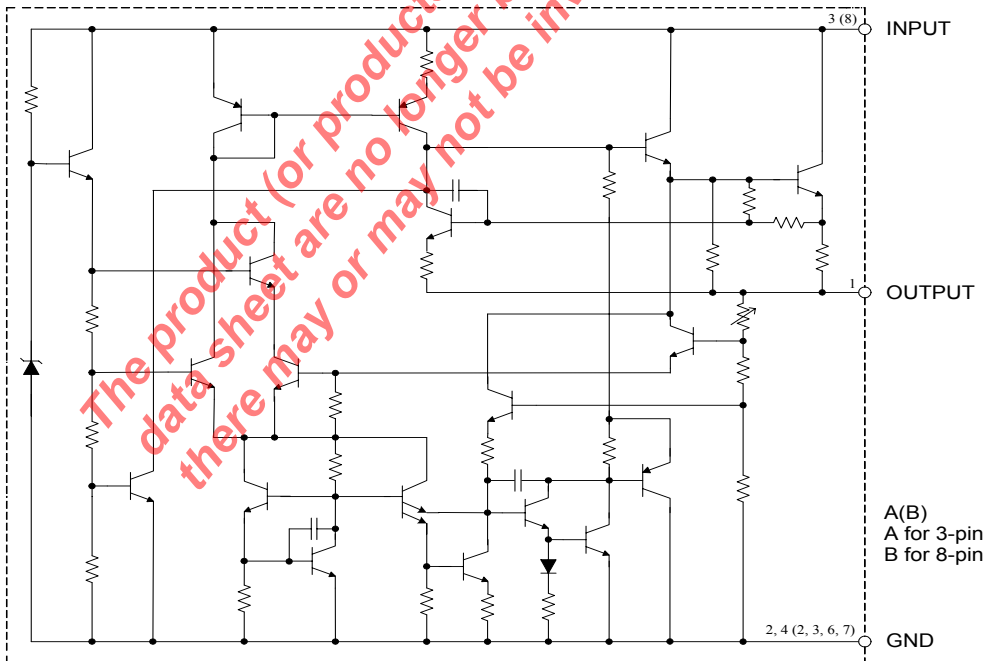 3 (8)
INPUT
The product (or product
data sheet are no longer
there may or may not be in
1
OUTPUT
A(B)
A for 3-pin
B for 8-pin
2, 4 (2, 3, 6, 7)
GND